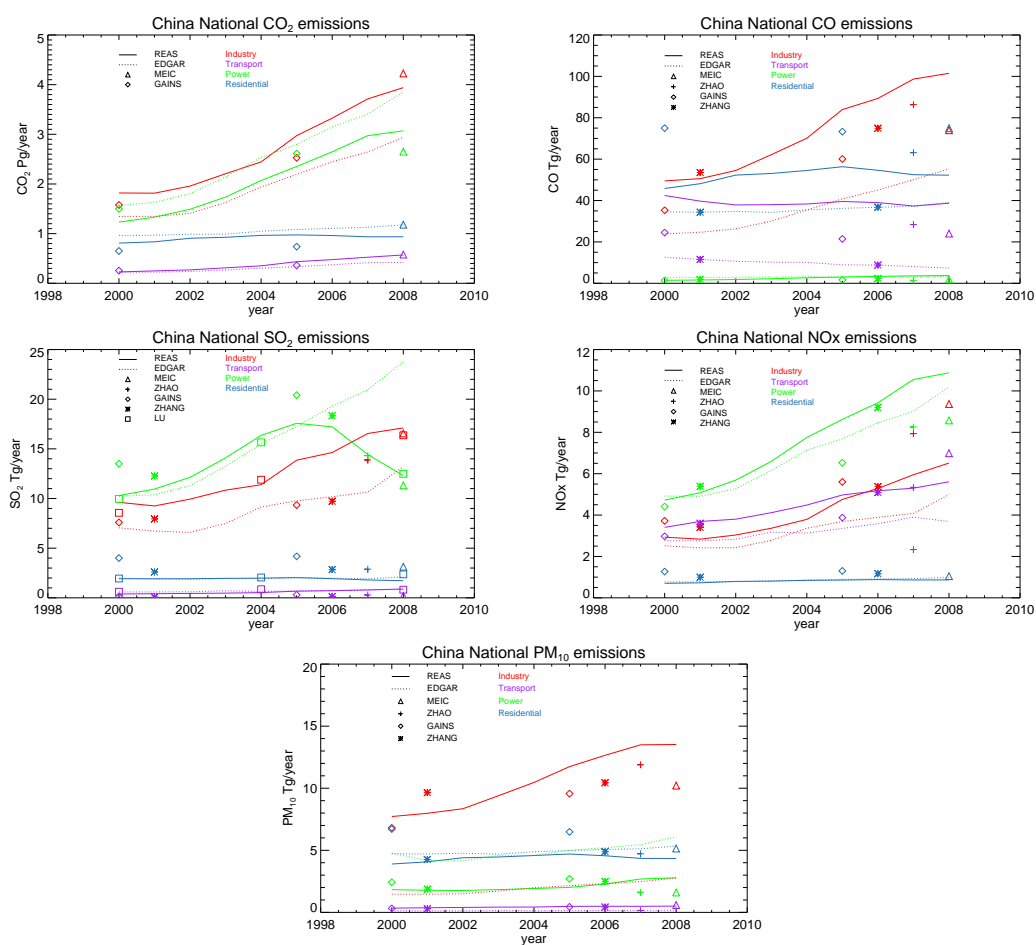 China National CO2 emissions
5
4
3
2
1
0
CO2 Pg/year
REAS
EDGAR
MEIC
GAINS
Industry
Transport
Power
Residential
1998 2000 2002 2004 2006 2008 2010
year
China National CO emissions
120
100
80
60
40
20
0
CO Tg/year
REAS
EDGAR
MEIC
ZHAO
GAINS
ZHANG
Industry
Transport
Power
Residential
1998 2000 2002 2004 2006 2008 2010
year
China National SO2 emissions
25
20
15
10
5
0
SO2 Tg/year
REAS
EDGAR
MEIC
ZHAO
GAINS
ZHANG
LU
Industry
Transport
Power
Residential
1998 2000 2002 2004 2006 2008 2010
year
China National NOx emissions
12
10
8
6
4
2
0
NOx Tg/year
REAS
EDGAR
MEIC
ZHAO
GAINS
ZHANG
Industry
Transport
Power
Residential
1998 2000 2002 2004 2006 2008 2010
year
China National PM10 emissions
20
15
10
5
0
PM10 Tg/year
REAS
EDGAR
MEIC
ZHAO
GAINS
ZHANG
Industry
Transport
Power
Residential
1998 2000 2002 2004 2006 2008 2010
year